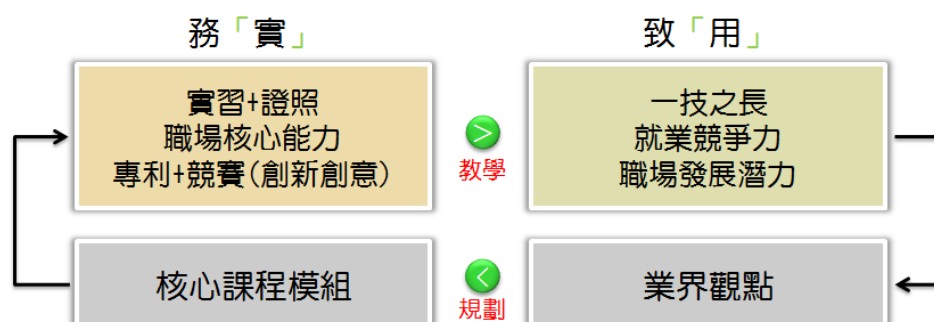 務「實」
致「用」
實習+證照
職場核心能力
專利+競賽(創新創意)
教學
一技之長
就業競爭力
職場發展潛力
核心課程模組
規劃
業界觀點